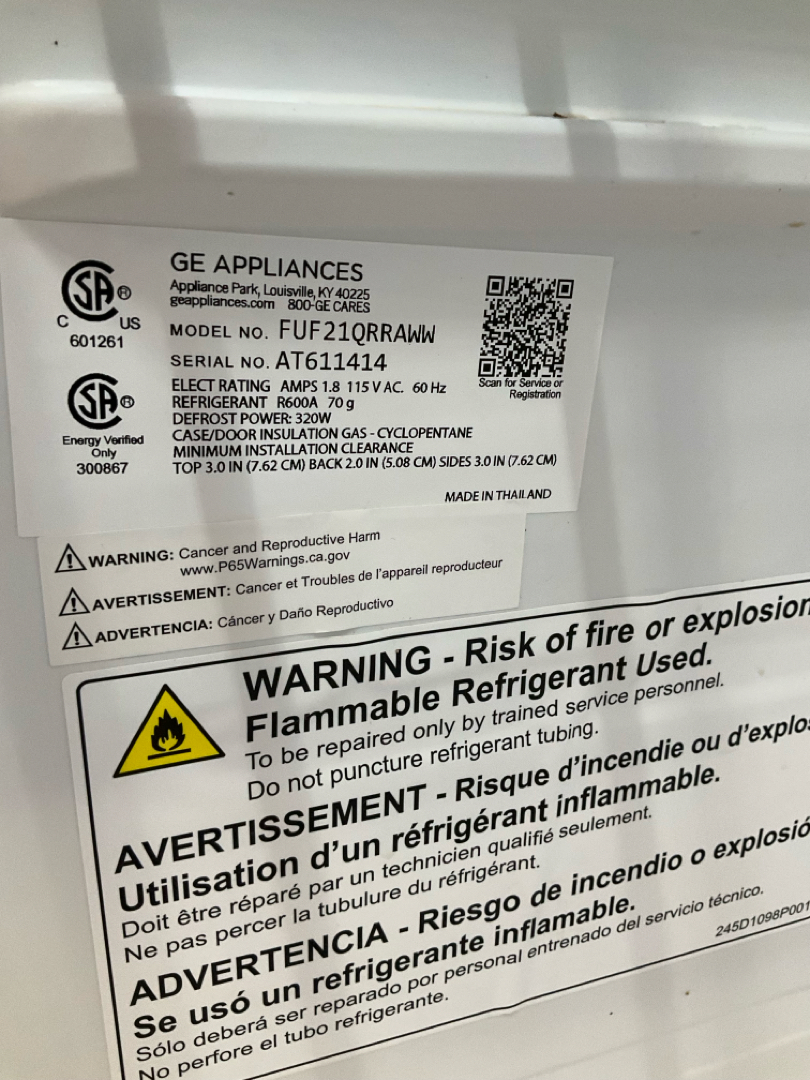 GE APPLIANCES
Appliance Park, Louisville, KY 40225
geappliances.com 800-GE CARES
MODEL NO. FUF21QRRAWW
SERIAL NO. AT611414
ELECT RATING AMPS 1.8 115 V AC. 60 Hz
REFRIGERANT R600A 70 g
DEFROST POWER: 320W
CASE/DOOR INSULATION GAS - CYCLOPENTANE
MINIMUM INSTALLATION CLEARANCE
TOP 3.0 IN (7.62 CM) BACK 2.0 IN (5.08 CM) SIDES 3.0 IN (7.62 CM)
MADE IN THAILAND
SA ®
C US
601261
SA ®
Energy Verified
Only
300867
Scan for Service or
Registration
WARNING: Cancer and Reproductive Harm
www.P65Warnings.ca.gov
AVERTISSEMENT: Cancer et Troubles de l'appareil reproducteur
ADVERTENCIA: Cáncer y Daño Reproductivo
WARNING - Risk of fire or explosion
Flammable Refrigerant Used.
To be repaired only by trained service personnel.
Do not puncture refrigerant tubing.
AVERTISSEMENT - Risque d'incendie ou d'explos
Utilisation d'un réfrigérant inflammable.
Doit être réparé par un technicien qualifié seulement.
Ne pas percer la tubulure du réfrigérant.
ADVERTENCIA - Riesgo de incendio o explosió
Se usó un refrigerante inflamable.
Sólo deberá ser reparado por personal entrenado del servicio técnico.
No perfore el tubo refrigerante.
245D1098P001